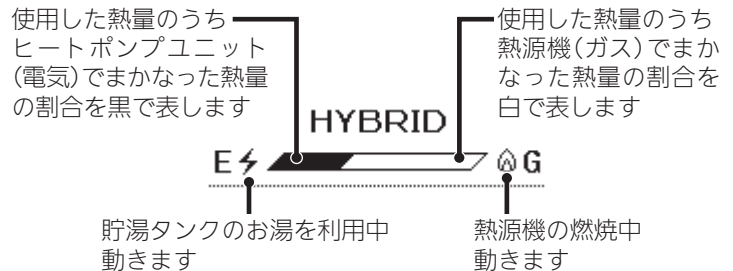 使用した熱量のうち
ヒートポンプユニット
(電気)でまかなった熱量
の割合を黒で表します
使用した熱量のうち
熱源機(ガス)でまか
なった熱量の割合を
白で表します
HYBRID
E G
貯湯タンクのお湯を利用中
動きます
熱源機の燃焼中
動きます